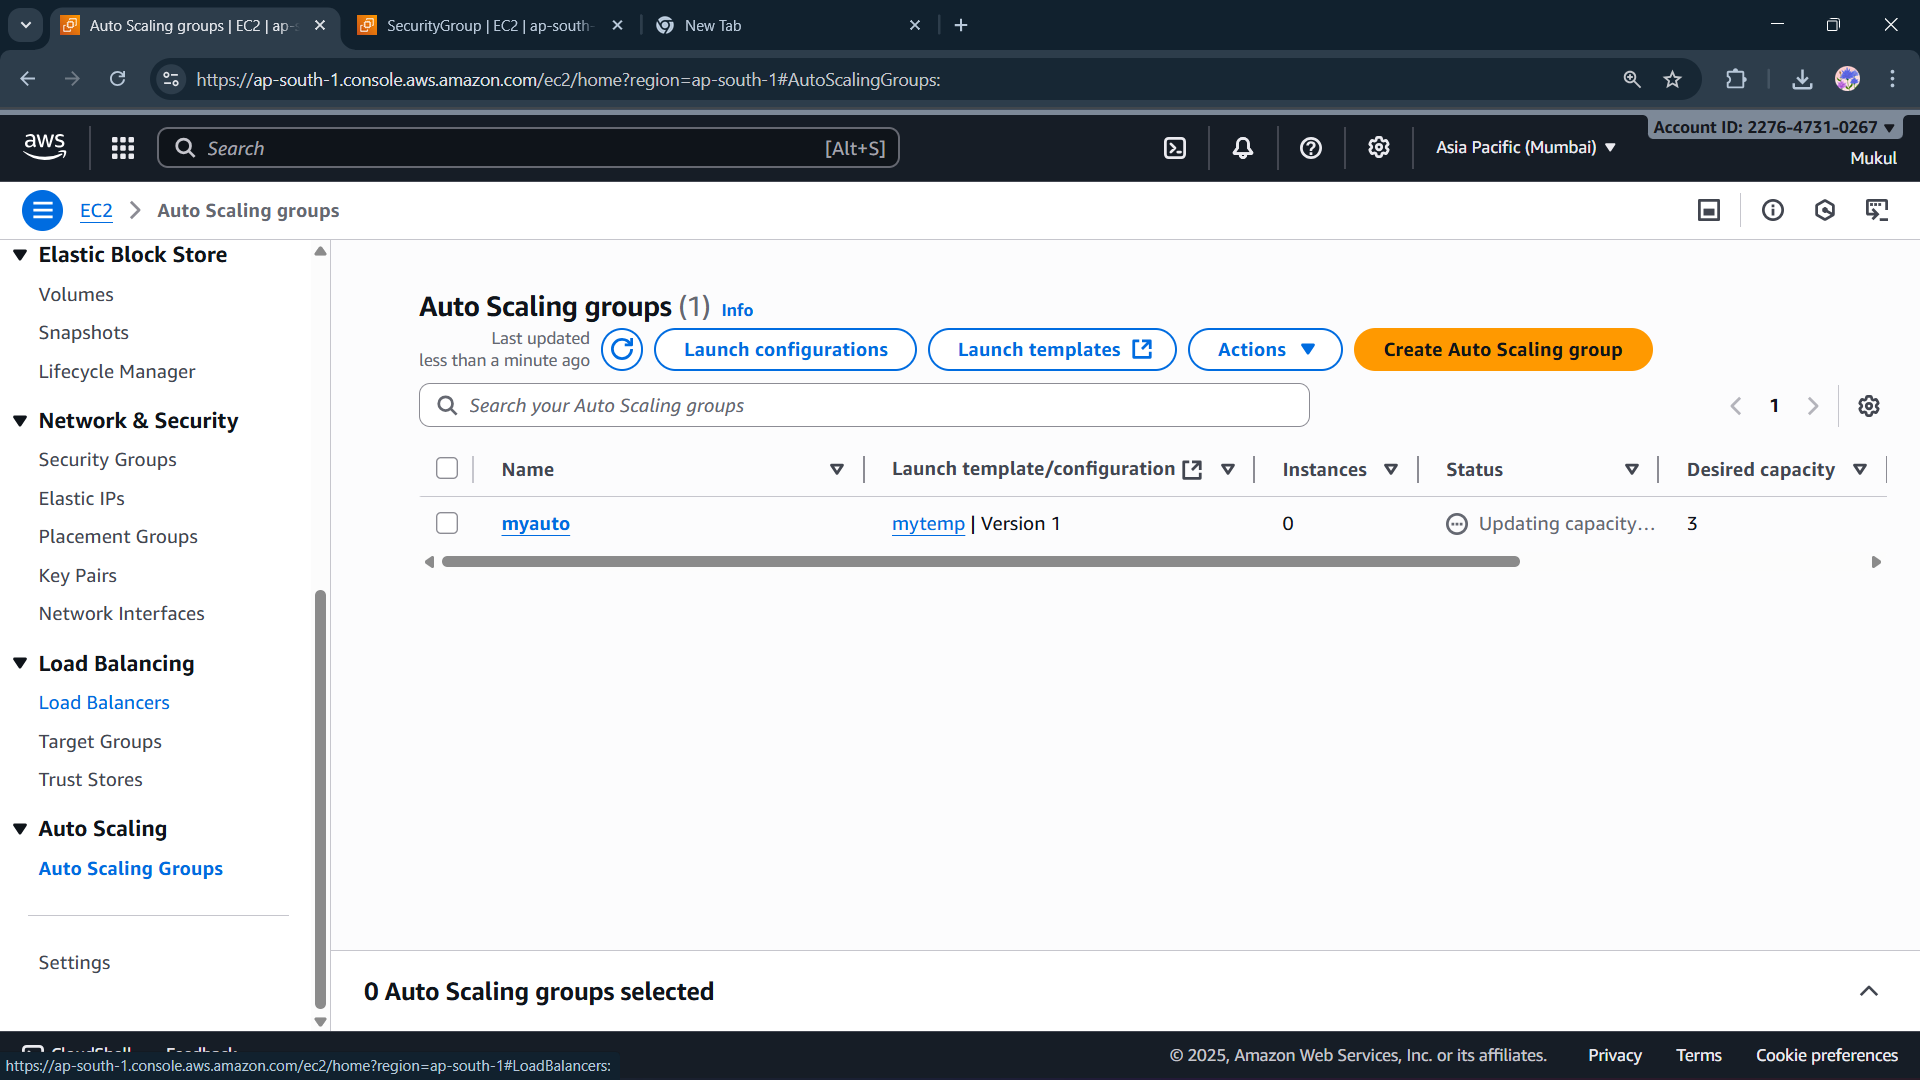 Auto Scaling groups | EC2 | ap-s
SecurityGroup | EC2 | ap-south-
New Tab
https://ap-south-1.console.aws.amazon.com/ec2/home?region=ap-south-1#AutoScalingGroups:
aws
Search
[Alt+S]
Asia Pacific (Mumbai)
Account ID: 2276-4731-0267
Mukul
EC2
Auto Scaling groups
Elastic Block Store
Volumes
Snapshots
Lifecycle Manager
Network & Security
Security Groups
Elastic IPs
Placement Groups
Key Pairs
Network Interfaces
Load Balancing
Load Balancers
Target Groups
Trust Stores
Auto Scaling
Auto Scaling Groups
Settings
Auto Scaling groups (1) Info
Last updated
less than a minute ago
Launch configurations
Launch templates
Actions
Create Auto Scaling group
Search your Auto Scaling groups
1
Name
Launch template/configuration
Instances
Status
Desired capacity
myauto
mytemp | Version 1
0
Updating capacity...
3
0 Auto Scaling groups selected
CloudShell
Feedback
https://ap-south-1.console.aws.amazon.com/ec2/home?region=ap-south-1#LoadBalancers:
© 2025, Amazon Web Services, Inc. or its affiliates.
Privacy
Terms
Cookie preferences